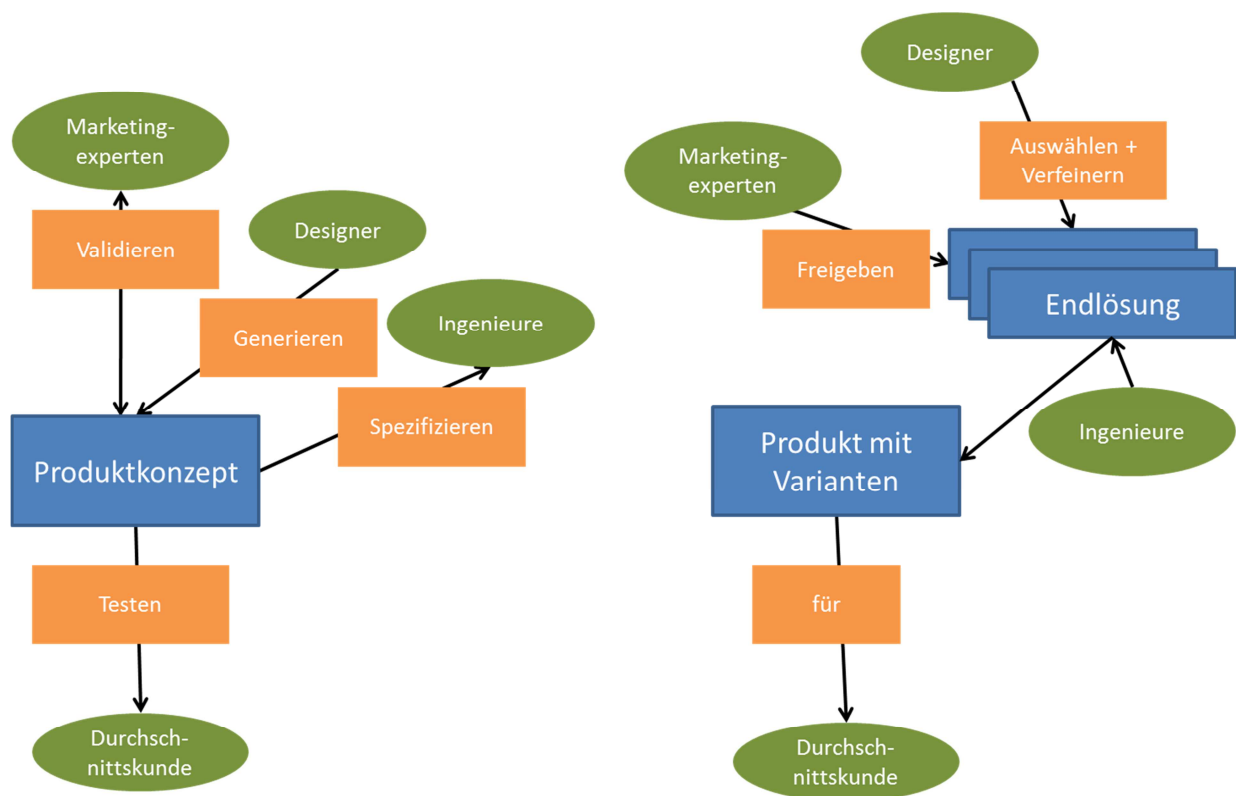 Marketing-
experten
Validieren
Designer
Generieren
Ingenieure
Spezifizieren
Produktkonzept
Testen
Durchsch-
nittskunde
Designer
Auswählen +
Verfeinern
Marketing-
experten
Freigeben
Endlösung
Ingenieure
Produkt mit
Varianten
für
Durchsch-
nittskunde